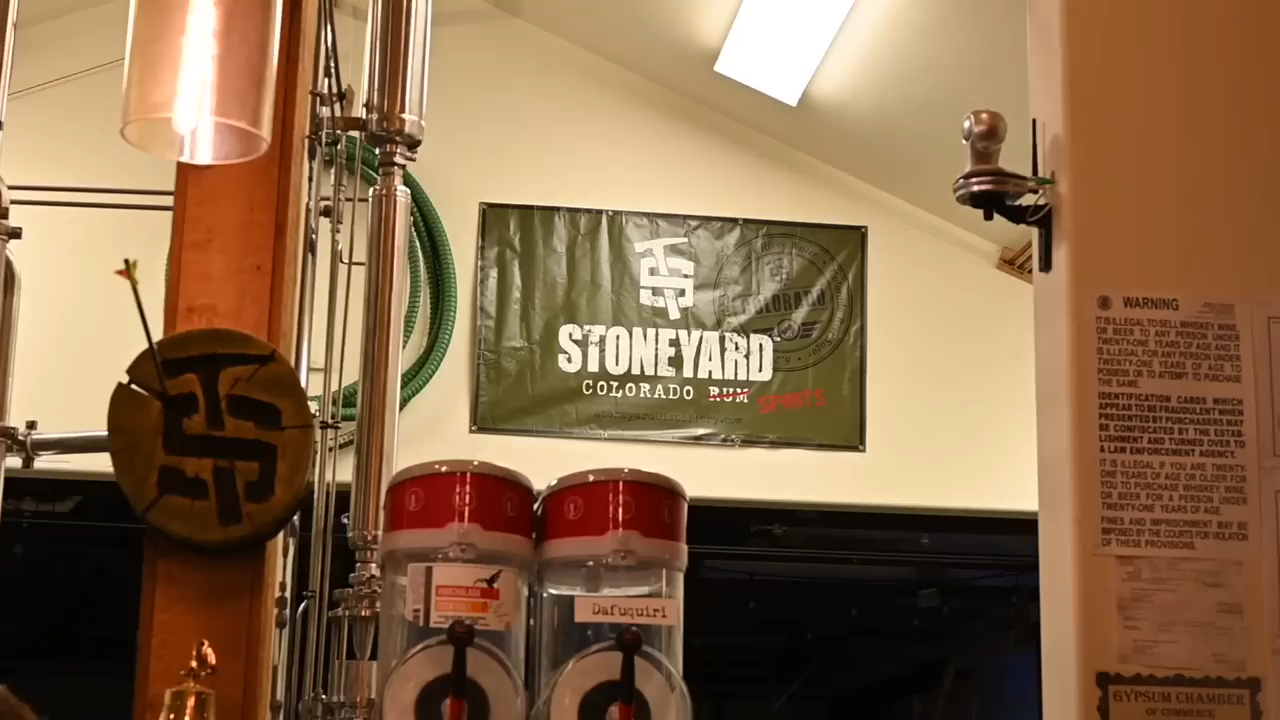 STONEYARD
COLORADO RUM SPIRITS
stoneyarddistillery.com
COLORADO
Dafuquiri
WARNING
IT IS ILLEGAL TO SELL WHISKEY, WINE,
OR BEER TO ANY PERSON UNDER
TWENTY-ONE YEARS OF AGE AND IT
IS ILLEGAL FOR ANY PERSON UNDER
TWENTY-ONE YEARS OF AGE TO
POSSESS OR TO ATTEMPT TO PURCHASE
THE SAME.
IDENTIFICATION CARDS WHICH
APPEAR TO BE FRAUDULENT WHEN
PRESENTED BY PURCHASERS MAY
BE CONFISCATED BY THE ESTAB-
LISHMENT AND TURNED OVER TO
A LAW ENFORCEMENT AGENCY.
IT IS ILLEGAL IF YOU ARE TWENTY-
ONE YEARS OF AGE OR OLDER FOR
YOU TO PURCHASE WHISKEY, WINE,
OR BEER FOR A PERSON UNDER
TWENTY-ONE YEARS OF AGE.
FINES AND IMPRISONMENT MAY BE
IMPOSED BY THE COURTS FOR VIOLATION
OF THESE PROVISIONS.
GYPSUM CHAMBER
OF COMMERCE